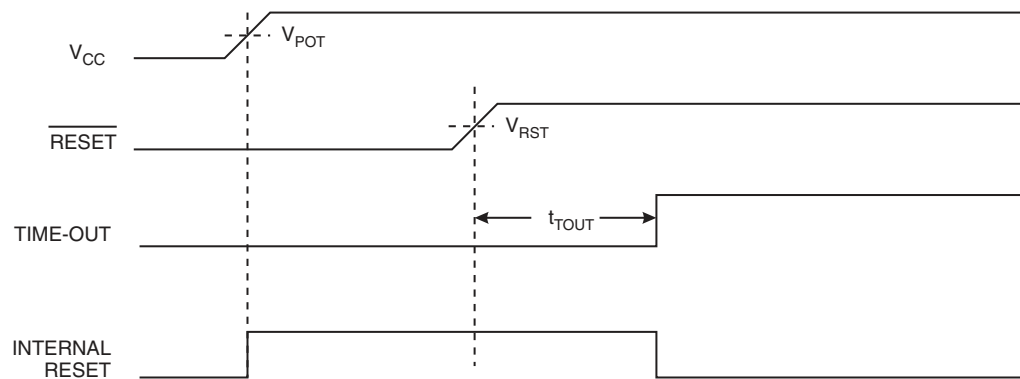 V_CC
V_POT
RESET
V_RST
TIME-OUT
t_TOUT
INTERNAL
RESET